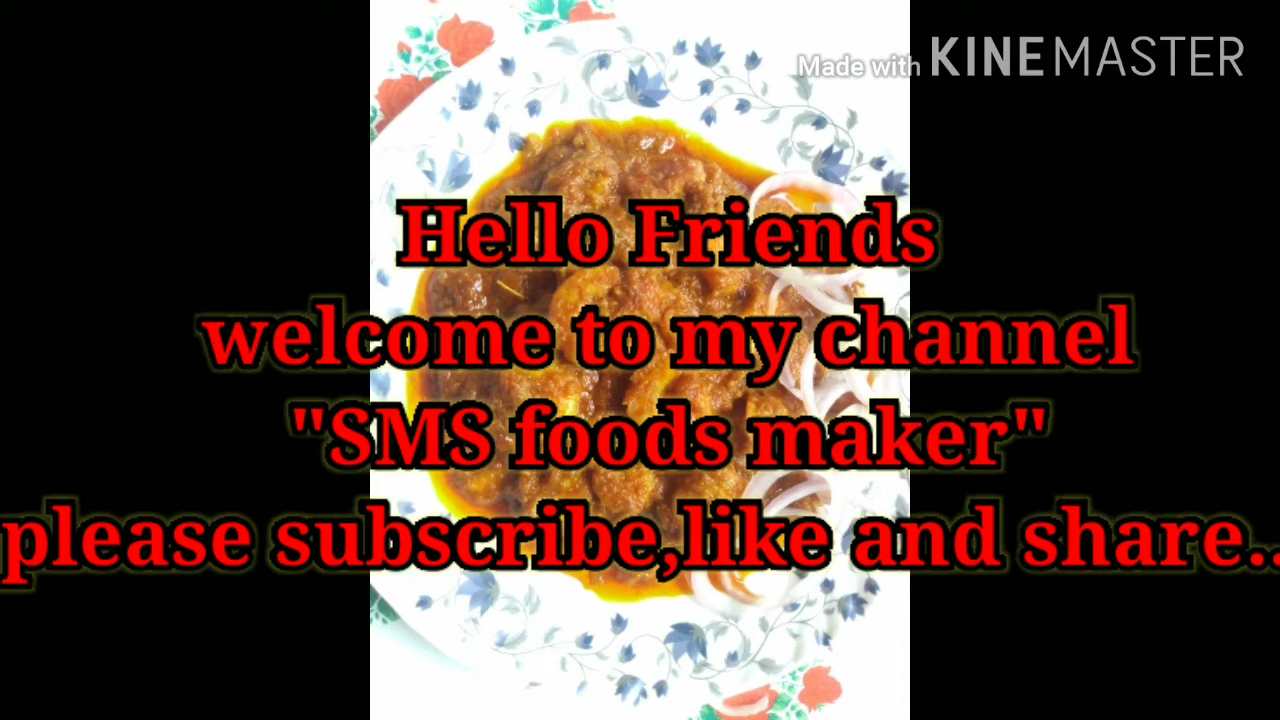 Made with KINEMASTER
Hello Friends
welcome to my channel
"SMS foods maker"
please subscribe,like and share..